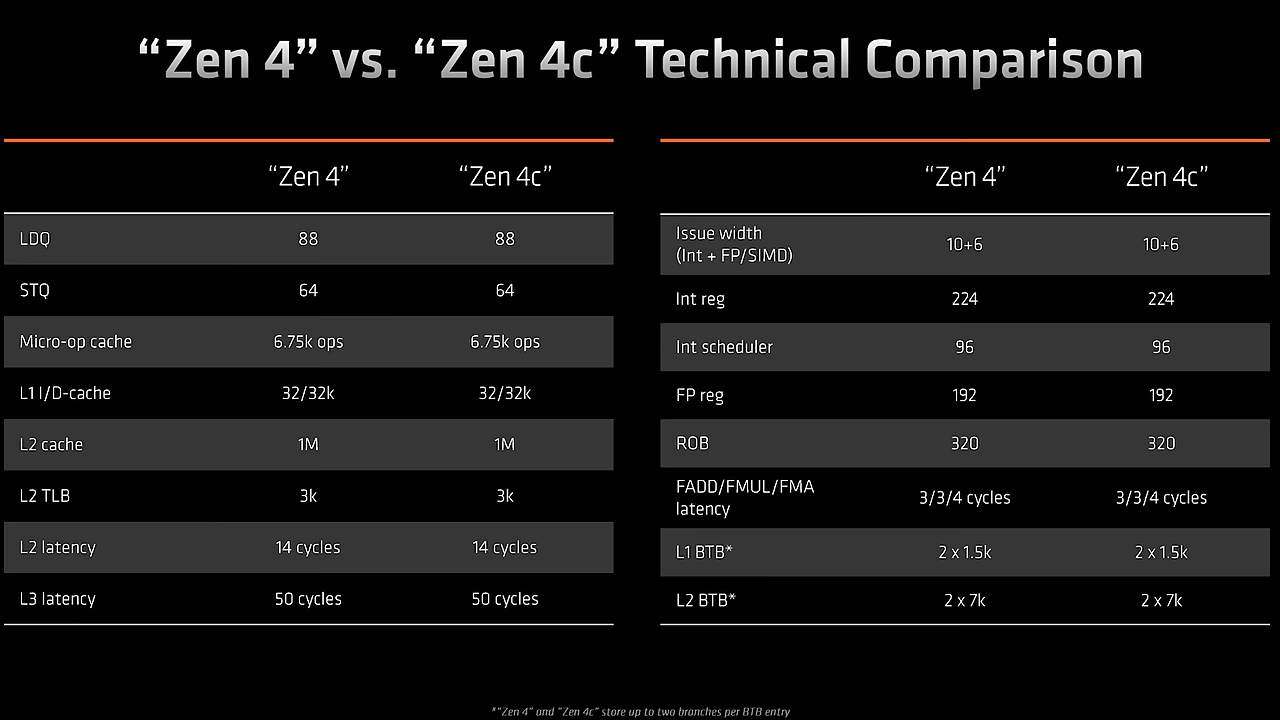 “Zen 4” vs. “Zen 4c” Technical Comparison
“Zen 4” “Zen 4c”
LDQ 88 88
STQ 64 64
Micro-op cache 6.75k ops 6.75k ops
L1 I/D-cache 32/32k 32/32k
L2 cache 1M 1M
L2 TLB 3k 3k
L2 latency 14 cycles 14 cycles
L3 latency 50 cycles 50 cycles
“Zen 4” “Zen 4c”
Issue width
(Int + FP/SIMD) 10+6 10+6
Int reg 224 224
Int scheduler 96 96
FP reg 192 192
ROB 320 320
FADD/FMUL/FMA
latency 3/3/4 cycles 3/3/4 cycles
L1 BTB* 2 x 1.5k 2 x 1.5k
L2 BTB* 2 x 7k 2 x 7k
*“Zen 4” and “Zen 4c” store up to two branches per BTB entry